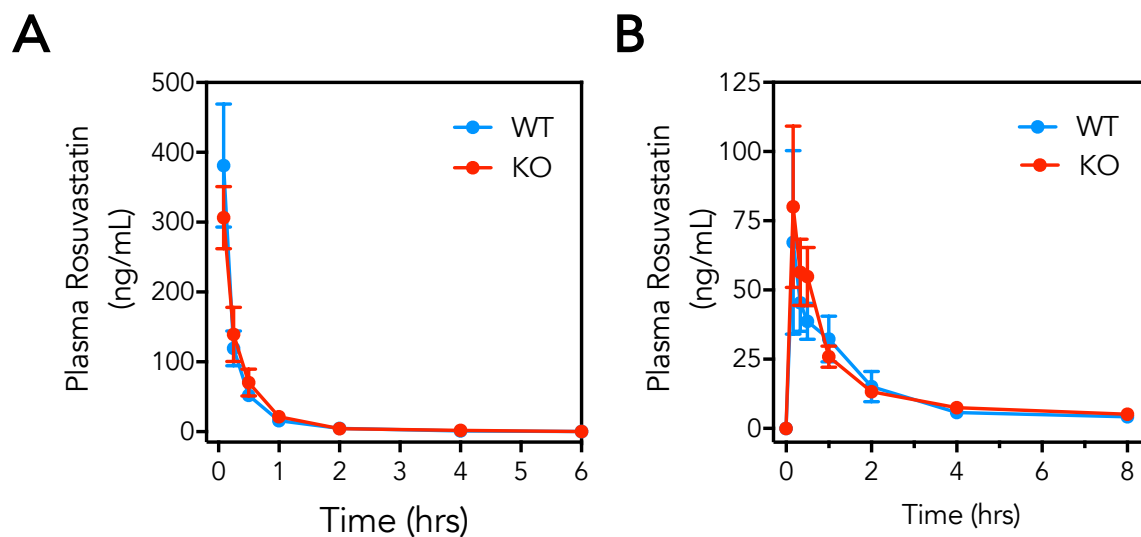 A
Plasma Rosuvastatin
(ng/mL)
500
400
300
200
100
0
WT
KO
0 1 2 3 4 5 6
Time (hrs)
B
Plasma Rosuvastatin
(ng/mL)
125
100
75
50
25
0
WT
KO
0 2 4 6 8
Time (hrs)